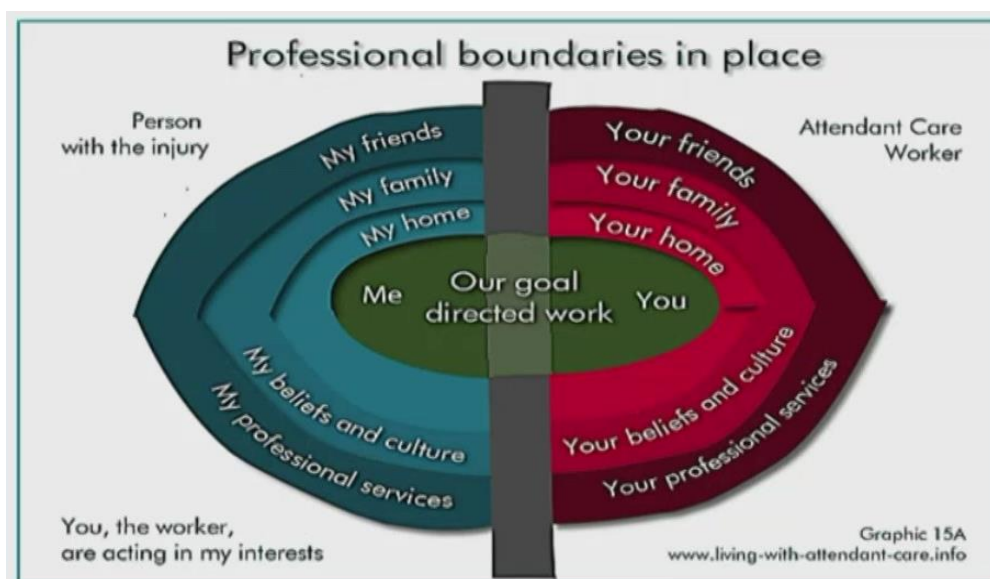 Professional boundaries in place
Person
with the injury
Attendant Care
Worker
My friends
My family
My home
Your friends
Your family
Your home
Me
Our goal
directed work
You
My beliefs and culture
My professional services
Your beliefs and culture
Your professional services
You, the worker,
are acting in my interests
Graphic 15A
www.living-with-attendant-care.info